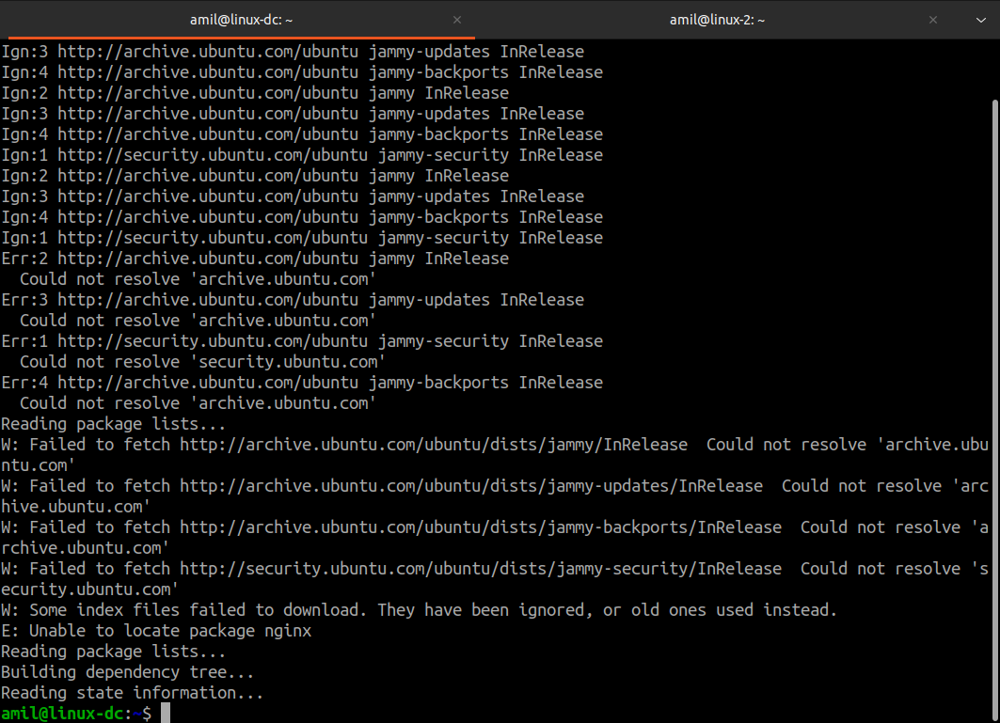 amil@linux-dc: ~
amil@linux-2: ~
Ign:3 http://archive.ubuntu.com/ubuntu jammy-updates InRelease
Ign:4 http://archive.ubuntu.com/ubuntu jammy-backports InRelease
Ign:2 http://archive.ubuntu.com/ubuntu jammy InRelease
Ign:3 http://archive.ubuntu.com/ubuntu jammy-updates InRelease
Ign:4 http://archive.ubuntu.com/ubuntu jammy-backports InRelease
Ign:1 http://security.ubuntu.com/ubuntu jammy-security InRelease
Ign:2 http://archive.ubuntu.com/ubuntu jammy InRelease
Ign:3 http://archive.ubuntu.com/ubuntu jammy-updates InRelease
Ign:4 http://archive.ubuntu.com/ubuntu jammy-backports InRelease
Ign:1 http://security.ubuntu.com/ubuntu jammy-security InRelease
Err:2 http://archive.ubuntu.com/ubuntu jammy InRelease
  Could not resolve 'archive.ubuntu.com'
Err:3 http://archive.ubuntu.com/ubuntu jammy-updates InRelease
  Could not resolve 'archive.ubuntu.com'
Err:1 http://security.ubuntu.com/ubuntu jammy-security InRelease
  Could not resolve 'security.ubuntu.com'
Err:4 http://archive.ubuntu.com/ubuntu jammy-backports InRelease
  Could not resolve 'archive.ubuntu.com'
Reading package lists...
W: Failed to fetch http://archive.ubuntu.com/ubuntu/dists/jammy/InRelease  Could not resolve 'archive.ubu
ntu.com'
W: Failed to fetch http://archive.ubuntu.com/ubuntu/dists/jammy-updates/InRelease  Could not resolve 'arc
hive.ubuntu.com'
W: Failed to fetch http://archive.ubuntu.com/ubuntu/dists/jammy-backports/InRelease  Could not resolve 'a
rchive.ubuntu.com'
W: Failed to fetch http://security.ubuntu.com/ubuntu/dists/jammy-security/InRelease  Could not resolve 's
ecurity.ubuntu.com'
W: Some index files failed to download. They have been ignored, or old ones used instead.
E: Unable to locate package nginx
Reading package lists...
Building dependency tree...
Reading state information...
amil@linux-dc:~$